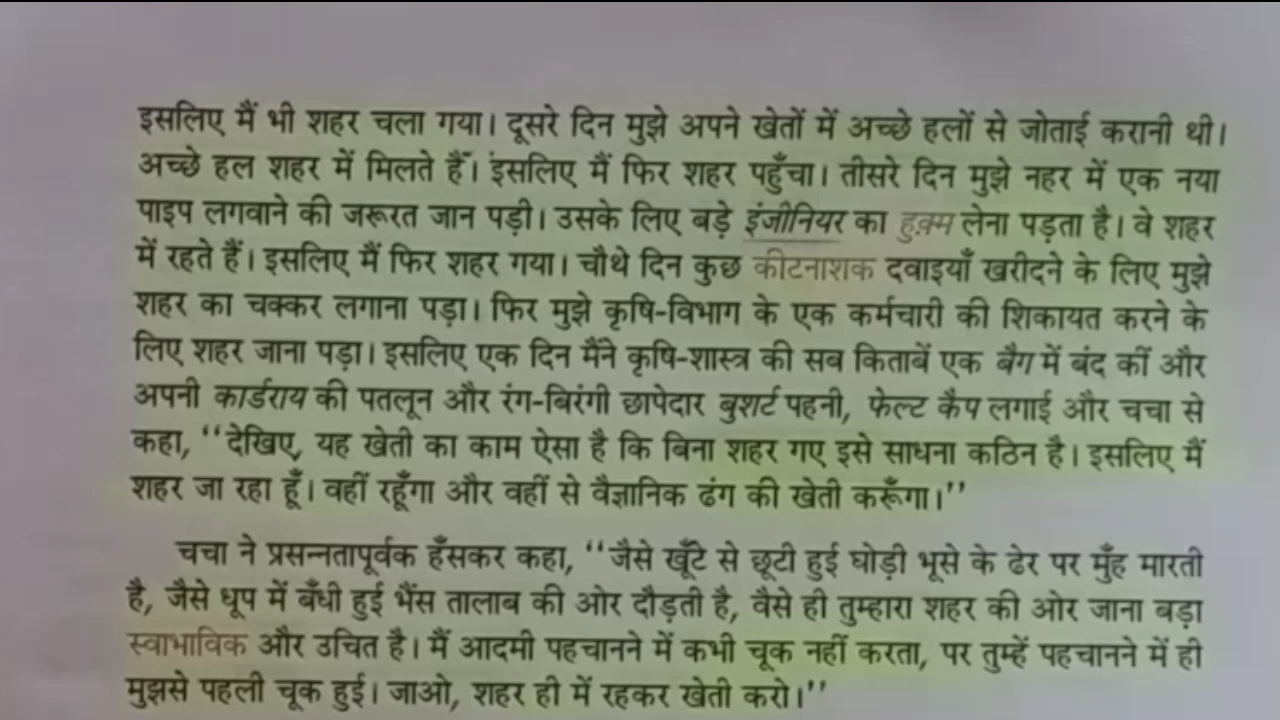 इसलिए मैं भी शहर चला गया। दूसरे दिन मुझे अपने खेतों में अच्छे हलों से जोताई करानी थी।
अच्छे हल शहर में मिलते हैं। इसलिए मैं फिर शहर पहुँचा। तीसरे दिन मुझे नहर में एक नया
पाइप लगवाने की जरूरत जान पड़ी। उसके लिए बड़े इंजीनियर का हुक्म लेना पड़ता है। वे शहर
में रहते हैं। इसलिए मैं फिर शहर गया। चौथे दिन कुछ कीटनाशक दवाइयाँ खरीदने के लिए मुझे
शहर का चक्कर लगाना पड़ा। फिर मुझे कृषि-विभाग के एक कर्मचारी की शिकायत करने के
लिए शहर जाना पड़ा। इसलिए एक दिन मैंने कृषि-शास्त्र की सब किताबें एक बैग में बंद कीं और
अपनी कार्डराय की पतलून और रंग-बिरंगी छापेदार बुशर्ट पहनी, फेल्ट कैप लगाई और चचा से
कहा, ‘‘देखिए, यह खेती का काम ऐसा है कि बिना शहर गए इसे साधना कठिन है। इसलिए मैं
शहर जा रहा हूँ। वहीं रहूँगा और वहीं से वैज्ञानिक ढंग की खेती करूँगा।’’
चचा ने प्रसन्नतापूर्वक हँसकर कहा, ‘‘जैसे खूँटे से छूटी हुई घोड़ी भूसे के ढेर पर मुँह मारती
है, जैसे धूप में बँधी हुई भैंस तालाब की ओर दौड़ती है, वैसे ही तुम्हारा शहर की ओर जाना बड़ा
स्वाभाविक और उचित है। मैं आदमी पहचानने में कभी चूक नहीं करता, पर तुम्हें पहचानने में ही
मुझसे पहली चूक हुई। जाओ, शहर ही में रहकर खेती करो।’’